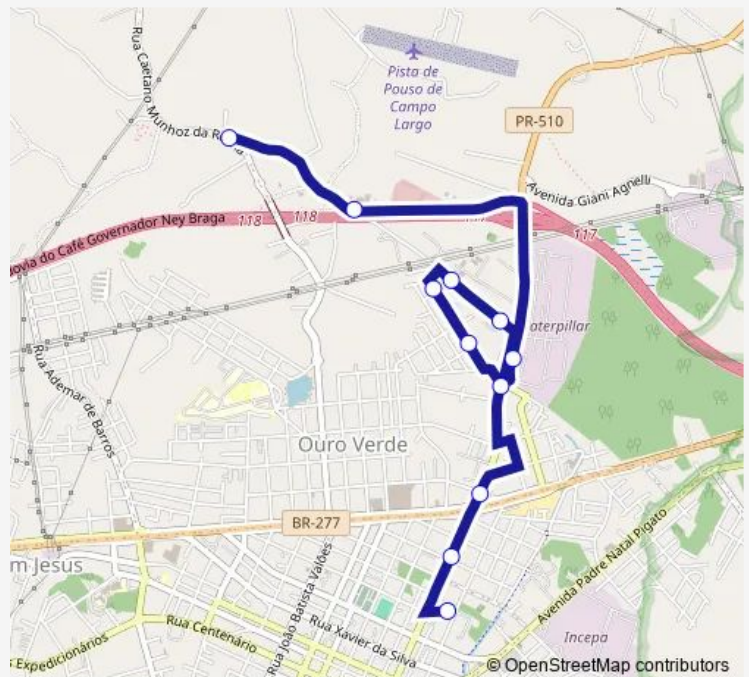 Rua Caetano Munhoz da R
Pista de
Pouso de
Campo
Largo
PR-510
Avenida Giani Agnelli
118
118
117
ovia do Café Governador Ney Braga
aterpillar
Rua Ademar de Barros
Ouro Verde
BR-277
m Jesus
Rua João Batista Valões
Avenida Padre Natal Pigato
Rua Centenário
Rua Xavier da Silva
s Expedicionários
Incepa
© OpenStreetMap contributors